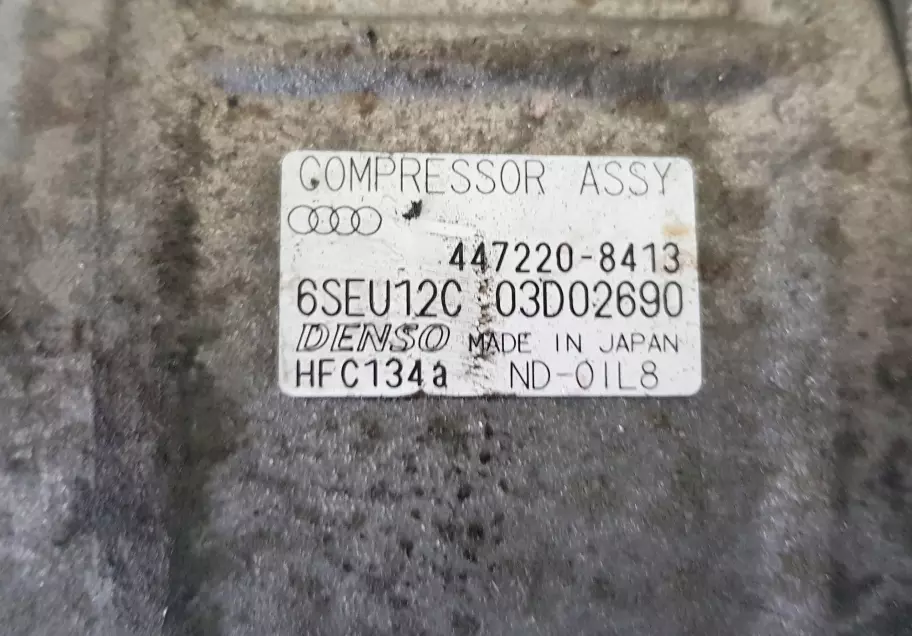 COMPRESSOR ASSY
447220-8413
6SEU12C 03D02690
DENSO MADE IN JAPAN
HFC134a ND-OIL8